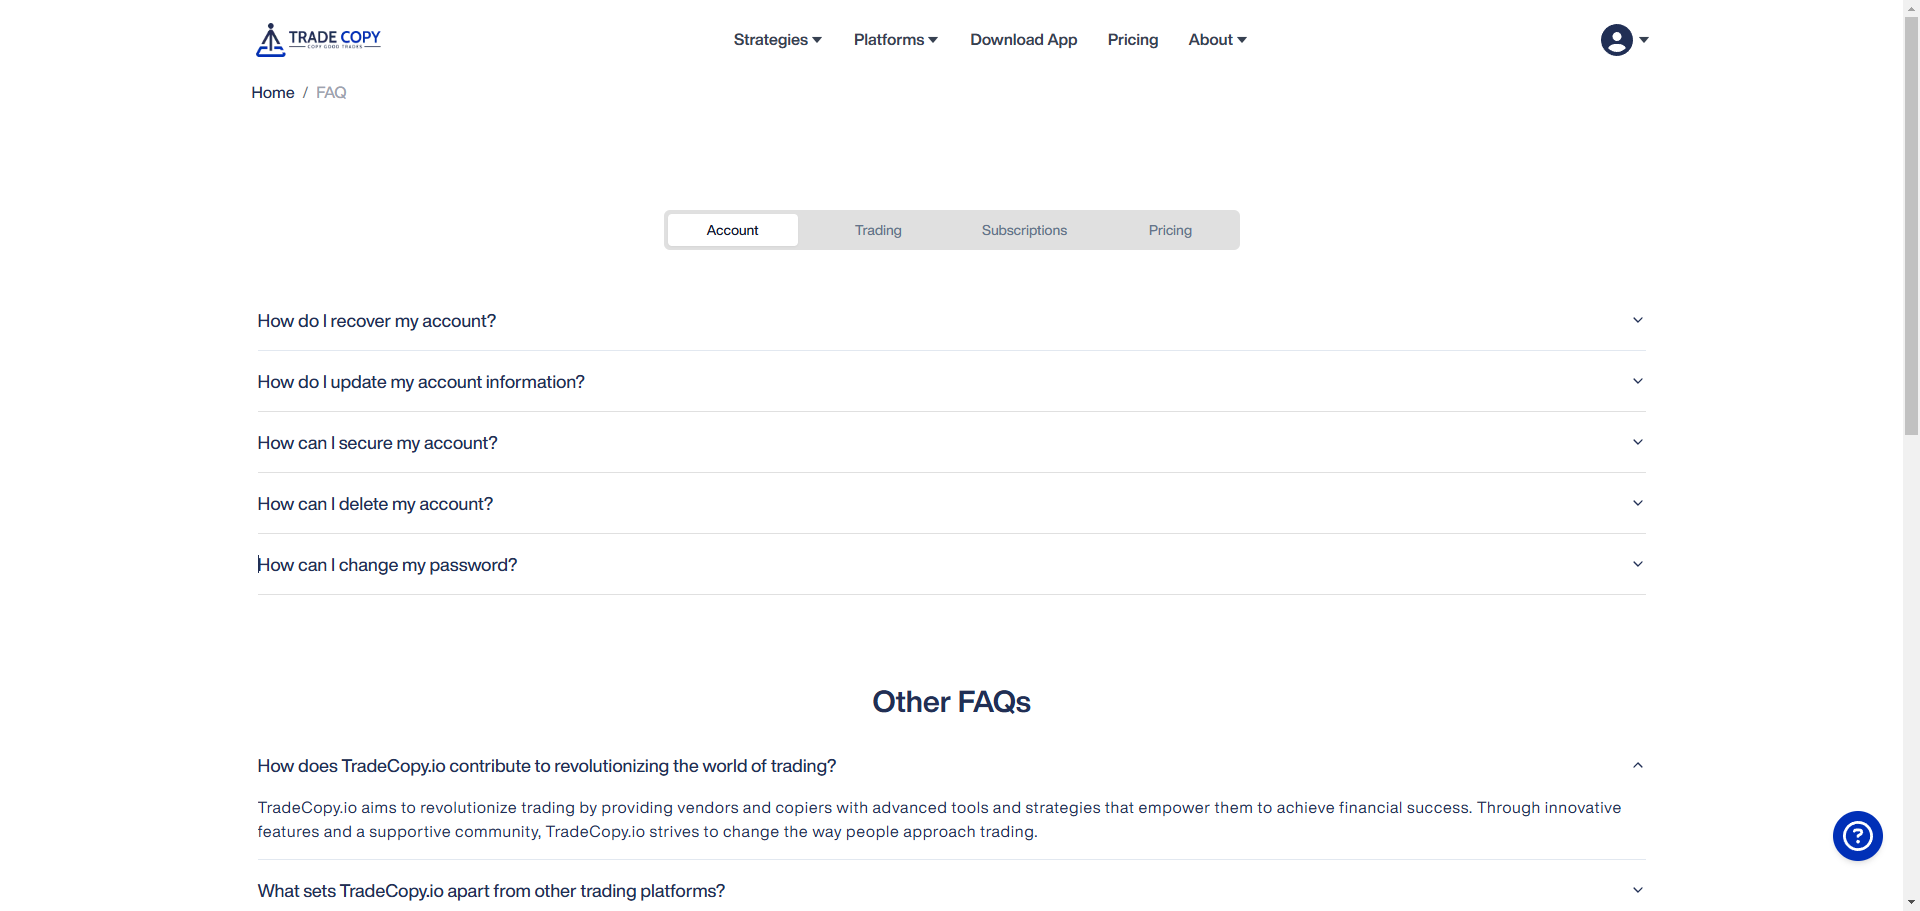 TRADE COPY
COPY GOOD TRADES
Strategies
Platforms
Download App
Pricing
About
Home / FAQ
Account
Trading
Subscriptions
Pricing
How do I recover my account?
How do I update my account information?
How can I secure my account?
How can I delete my account?
How can I change my password?
Other FAQs
How does TradeCopy.io contribute to revolutionizing the world of trading?
TradeCopy.io aims to revolutionize trading by providing vendors and copiers with advanced tools and strategies that empower them to achieve financial success. Through innovative
features and a supportive community, TradeCopy.io strives to change the way people approach trading.
What sets TradeCopy.io apart from other trading platforms?